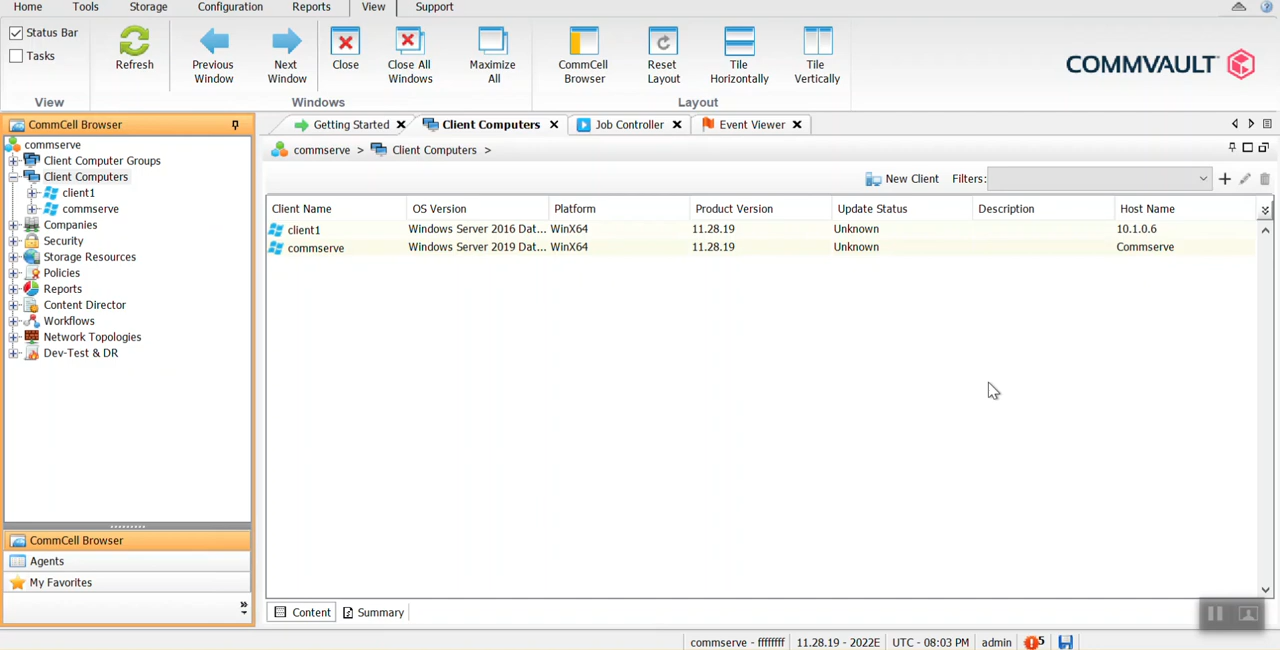 Home Tools Storage Configuration Reports View Support
Status Bar
Tasks
Refresh
Previous Window
Next Window
Close
Close All Windows
Maximize All
CommCell Browser
Reset Layout
Tile Horizontally
Tile Vertically
COMMVAULT
View Windows Layout
CommCell Browser
Getting Started Client Computers Job Controller Event Viewer
commserve
Client Computer Groups
Client Computers
client1
commserve
Companies
Security
Storage Resources
Policies
Reports
Content Director
Workflows
Network Topologies
Dev-Test & DR
CommCell Browser
Agents
My Favorites
commserve > Client Computers >
New Client Filters:
Client Name OS Version Platform Product Version Update Status Description Host Name
client1 Windows Server 2016 Dat... WinX64 11.28.19 Unknown 10.1.0.6
commserve Windows Server 2019 Dat... WinX64 11.28.19 Unknown Commserve
Content Summary
commserve - ffffffff 11.28.19 - 2022E UTC - 08:03 PM admin 5